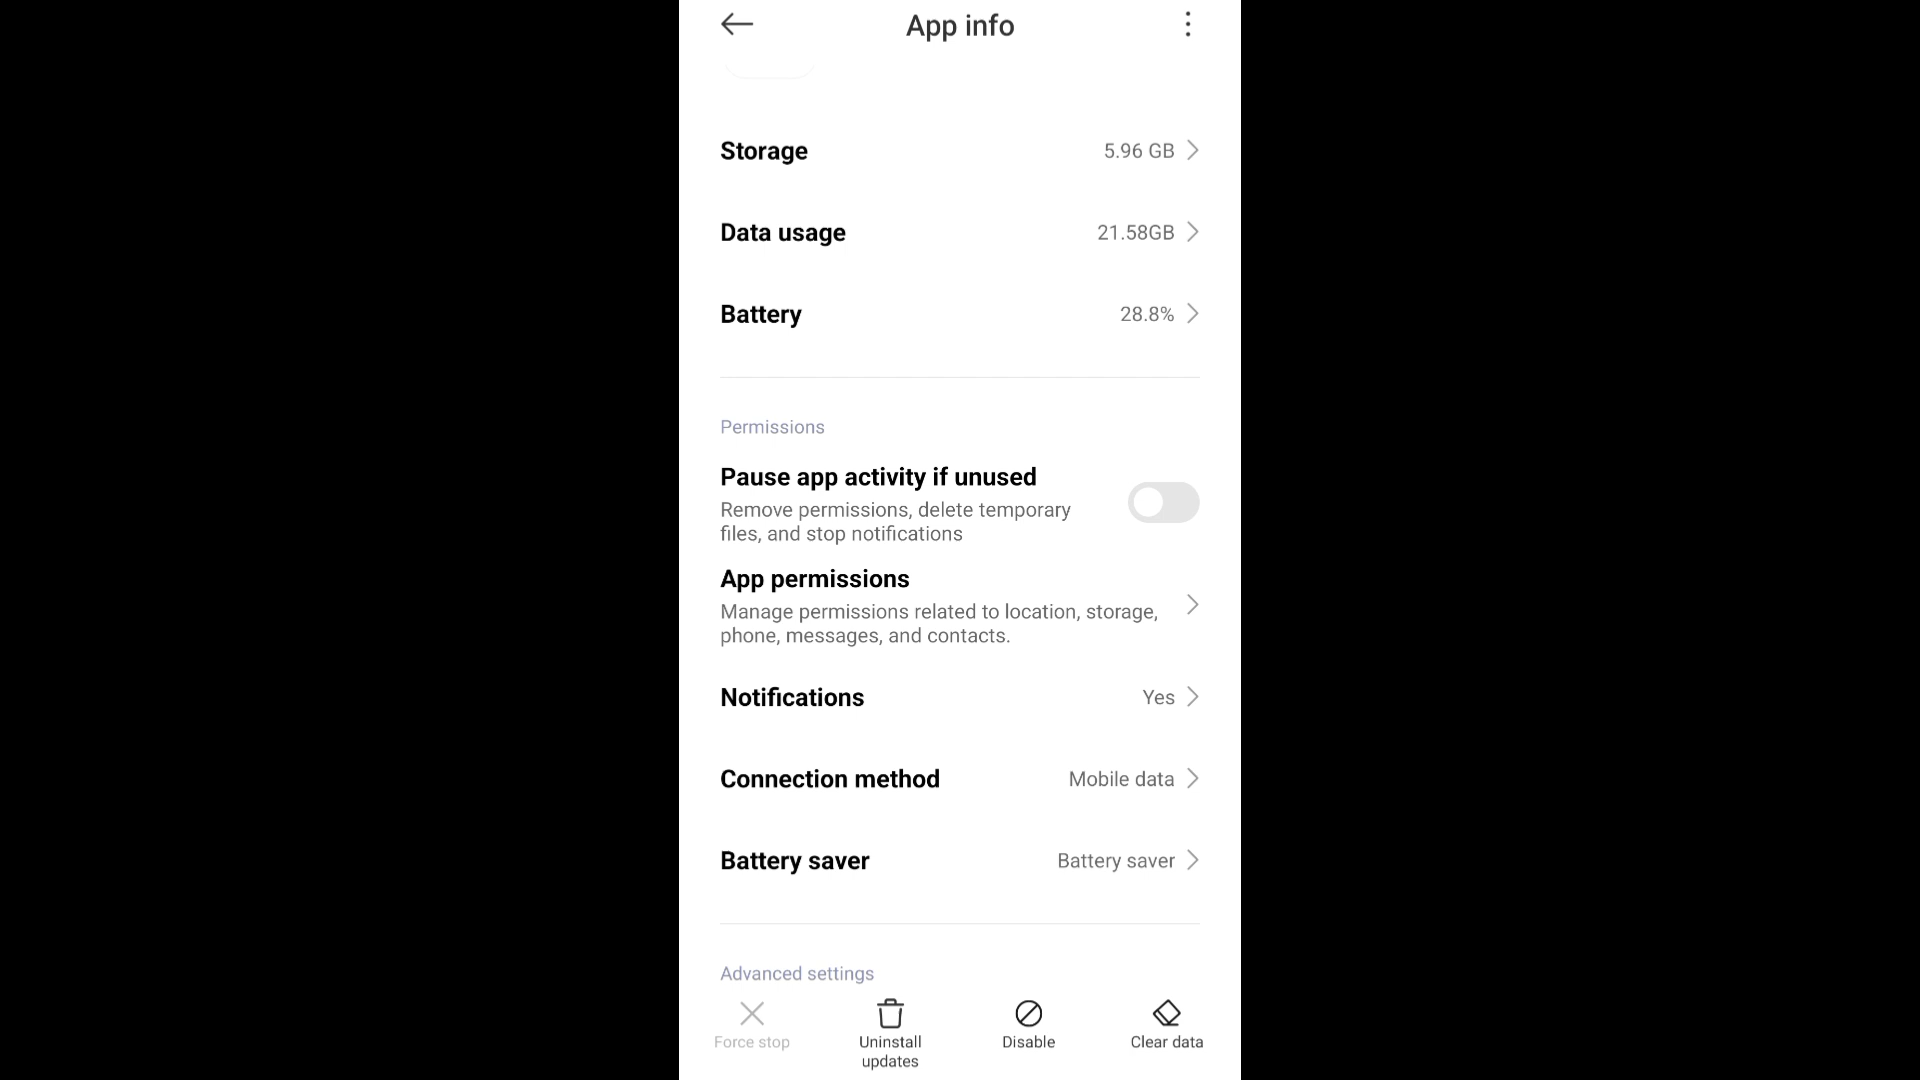 App info
Storage 5.96 GB
Data usage 21.58GB
Battery 28.8%
Permissions
Pause app activity if unused
Remove permissions, delete temporary
files, and stop notifications
App permissions
Manage permissions related to location, storage,
phone, messages, and contacts.
Notifications Yes
Connection method Mobile data
Battery saver Battery saver
Advanced settings
Force stop
Uninstall
updates
Disable
Clear data